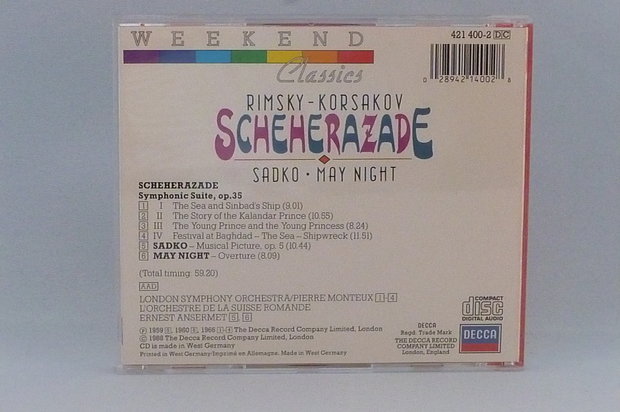 WEEKEND
Classics
421 400-2 DC
0 28942 14002 8
RIMSKY-KORSAKOV
SCHEHERAZADE
SADKO · MAY NIGHT
SCHEHERAZADE
Symphonic Suite, op.35
1 I The Sea and Sinbad's Ship (9.01)
2 II The Story of the Kalandar Prince (10.55)
3 III The Young Prince and the Young Princess (8.24)
4 IV Festival at Baghdad – The Sea – Shipwreck (11.51)
5 SADKO – Musical Picture, op. 5 (10.44)
6 MAY NIGHT – Overture (8.09)
(Total timing: 59.20)
AAD
LONDON SYMPHONY ORCHESTRA/PIERRE MONTEUX 1-4
L'ORCHESTRE DE LA SUISSE ROMANDE
ERNEST ANSERMET 5, 6
The Decca Record Company Limited, London
Ⓒ 1988 The Decca Record Company Limited, London
CD is made in West Germany
Printed in West Germany·Imprimé en Allemagne. Made in West Germany
DECCA
Regd. Trade Mark
THE DECCA RECORD
COMPANY LIMITED
London, England
COMPACT
disc
DIGITAL AUDIO
DECCA